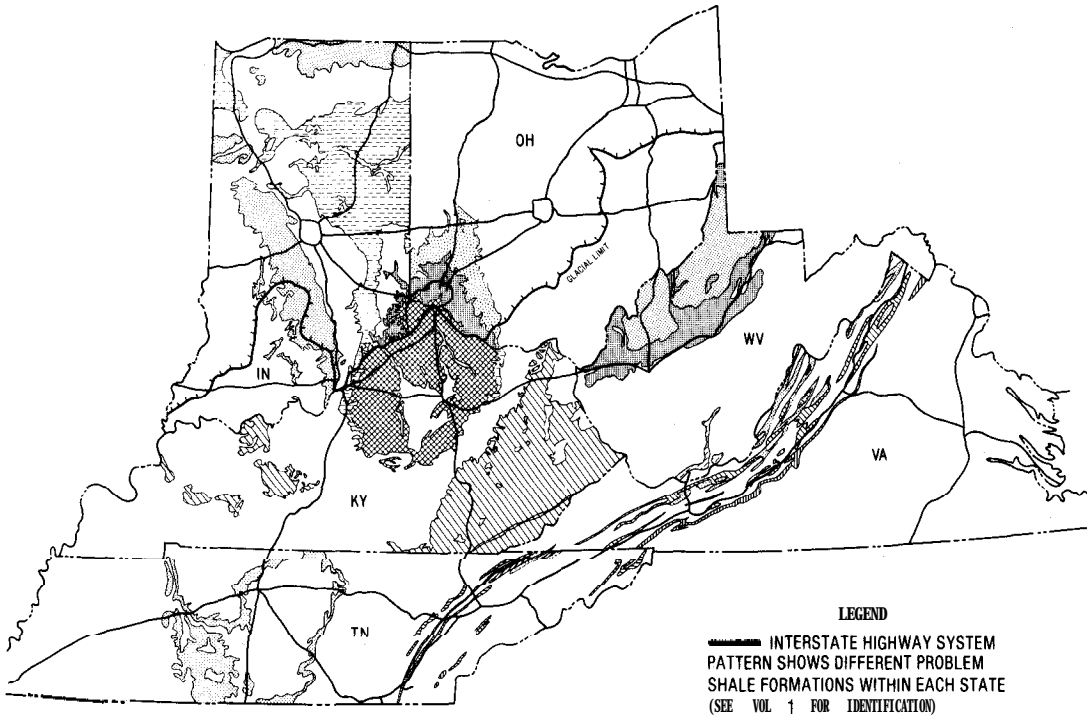 OH
GLACIAL LIMIT
WV
IN
VA
KY
TN
LEGEND
INTERSTATE HIGHWAY SYSTEM
PATTERN SHOWS DIFFERENT PROBLEM
SHALE FORMATIONS WITHIN EACH STATE
(SEE VOL 1 FOR IDENTIFICATION)